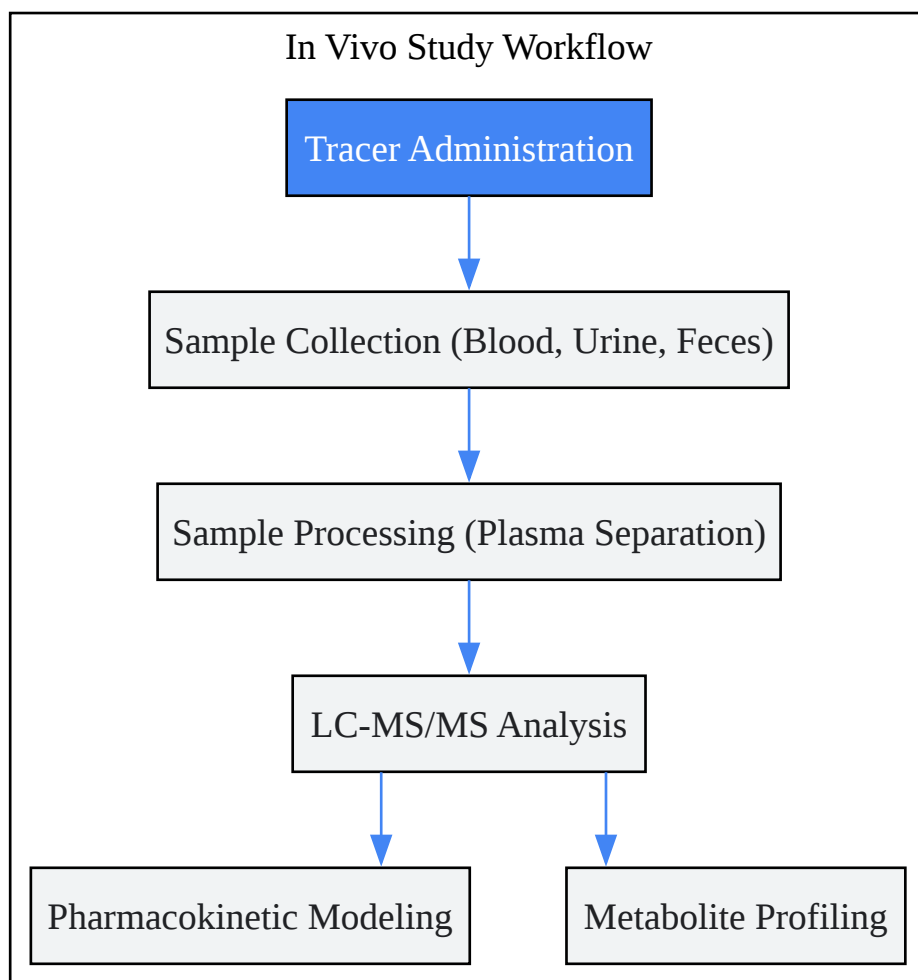 In Vivo Study Workflow
Tracer Administration
Sample Collection (Blood, Urine, Feces)
Sample Processing (Plasma Separation)
LC-MS/MS Analysis
Pharmacokinetic Modeling
Metabolite Profiling